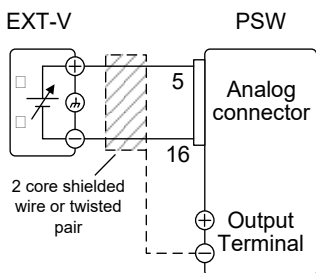 EXT-V
PSW
5
16
Analog
connector
2 core shielded
wire or twisted
pair
Output
Terminal